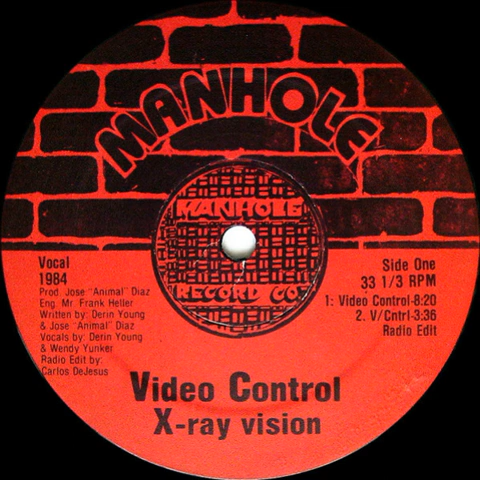 MANHOLE
MANHOLE
RECORD CO.
Vocal
1984
Prod. Jose "Animal" Diaz
Eng. Mr. Frank Heller
Written by: Derin Young
& Jose "Animal" Diaz
Vocals by: Derin Young
& Wendy Yunker
Radio Edit by:
Carlos DeJesus
Side One
33 1/3 RPM
1: Video Control-8:20
2. V/Cntrl-3:36
Radio Edit
Video Control
X-ray vision